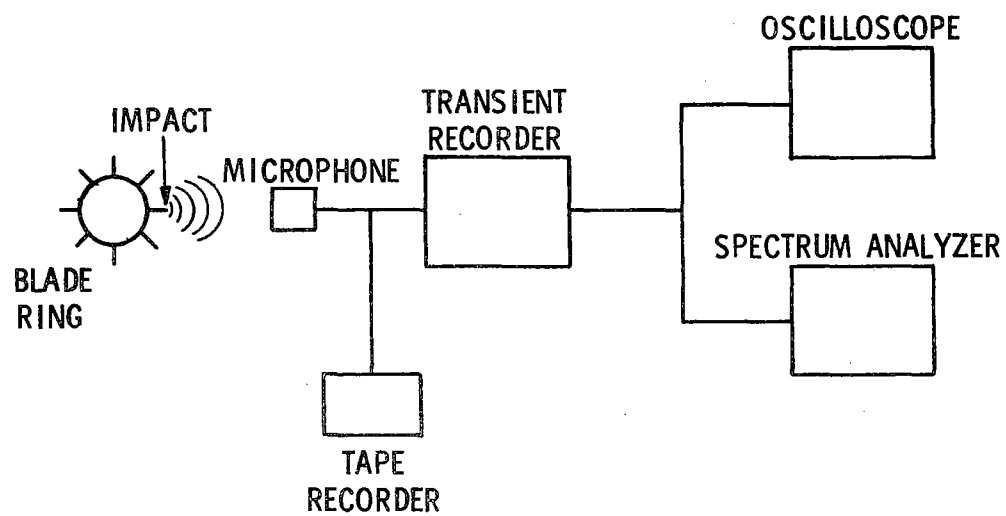 OSCILLOSCOPE
TRANSIENT
RECORDER
IMPACT
MICROPHONE
SPECTRUM ANALYZER
BLADE
RING
TAPE
RECORDER